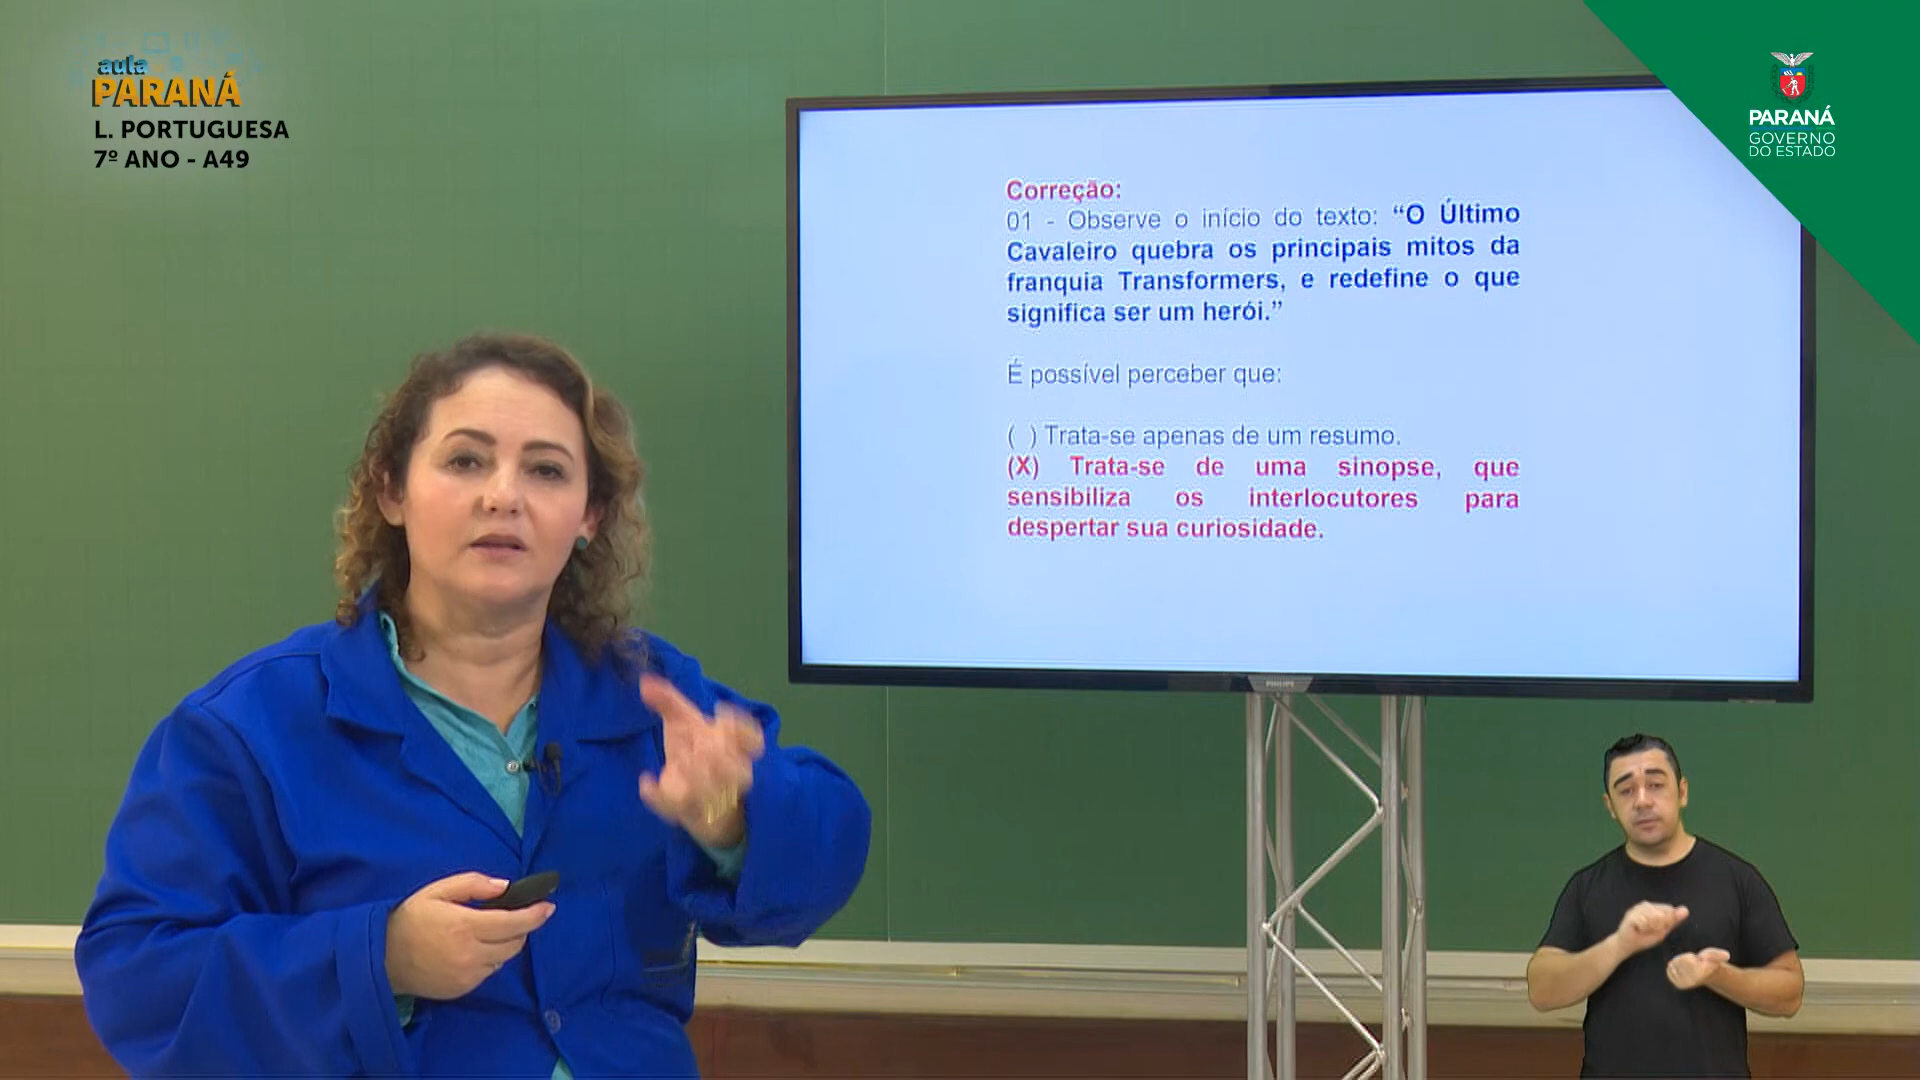 aula
PARANÁ
L. PORTUGUESA
7º ANO - A49
Correção:
01 - Observe o início do texto: “O Último
Cavaleiro quebra os principais mitos da
franquia Transformers, e redefine o que
significa ser um herói.”
É possível perceber que:
( ) Trata-se apenas de um resumo.
(X) Trata-se de uma sinopse, que
sensibiliza os interlocutores para
despertar sua curiosidade.
PHILIPS
PARANÁ
GOVERNO
DO ESTADO